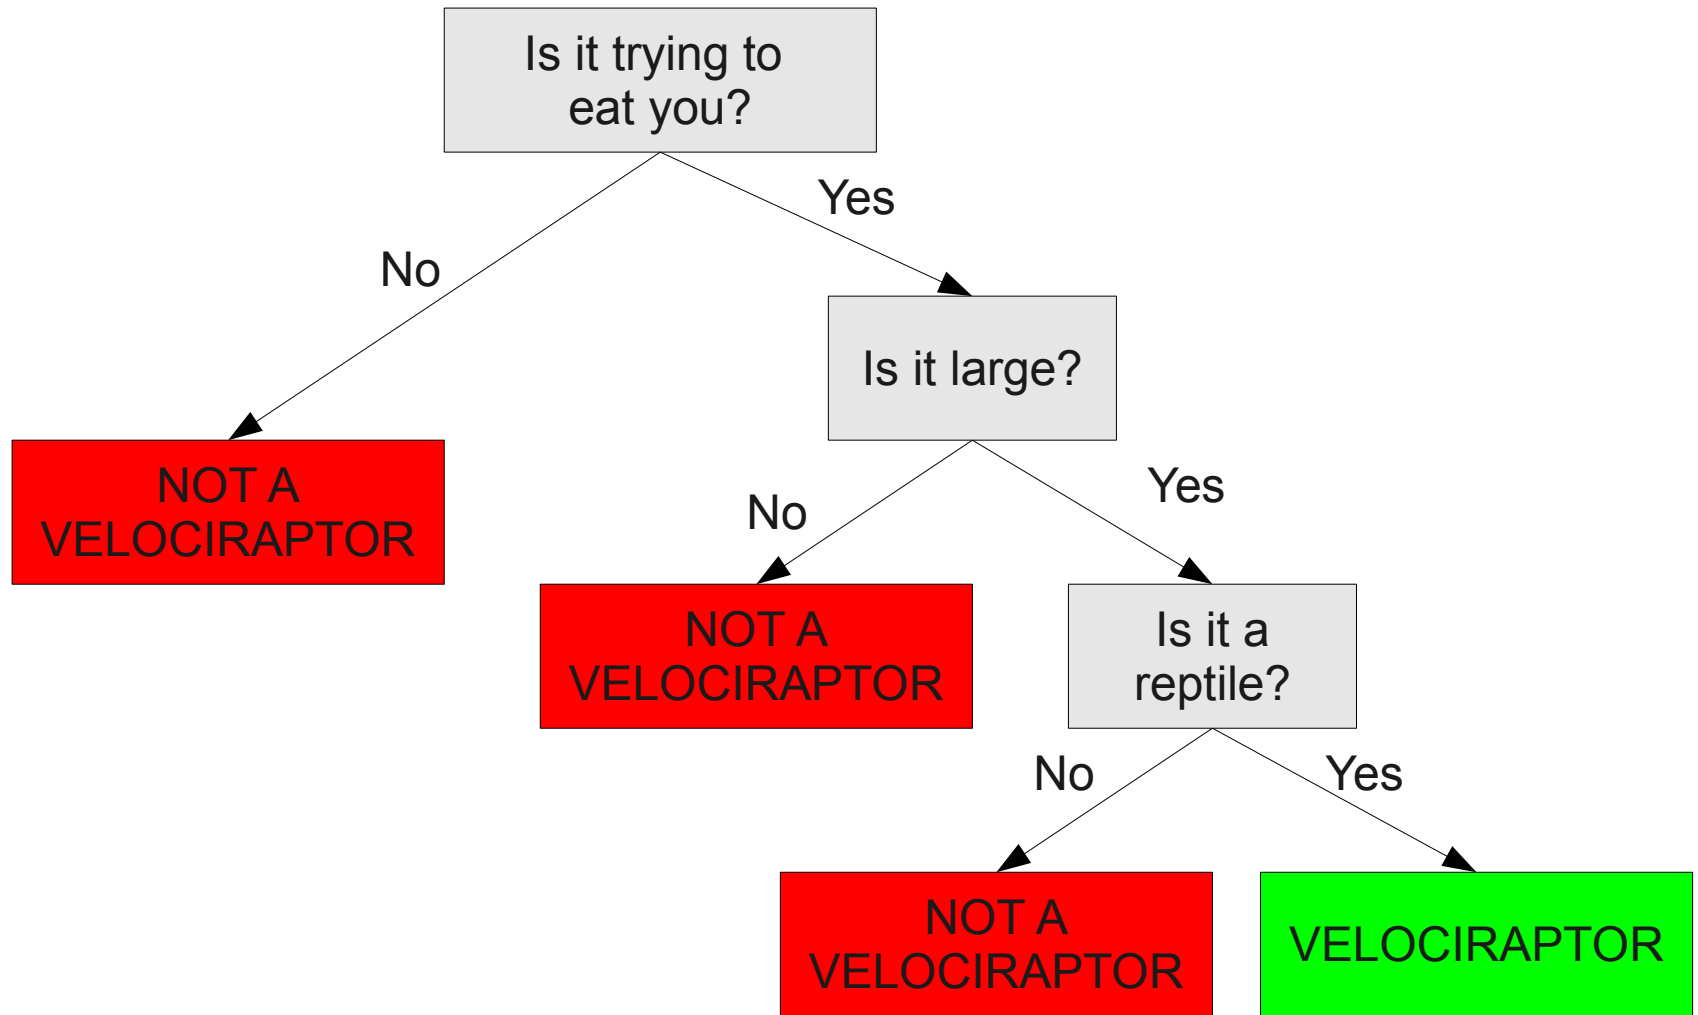 Is it trying to
eat you?
Yes
No
Is it large?
NOT A
VELOCIRAPTOR
No
Yes
NOT A
VELOCIRAPTOR
Is it a
reptile?
No
Yes
NOT A
VELOCIRAPTOR
VELOCIRAPTOR